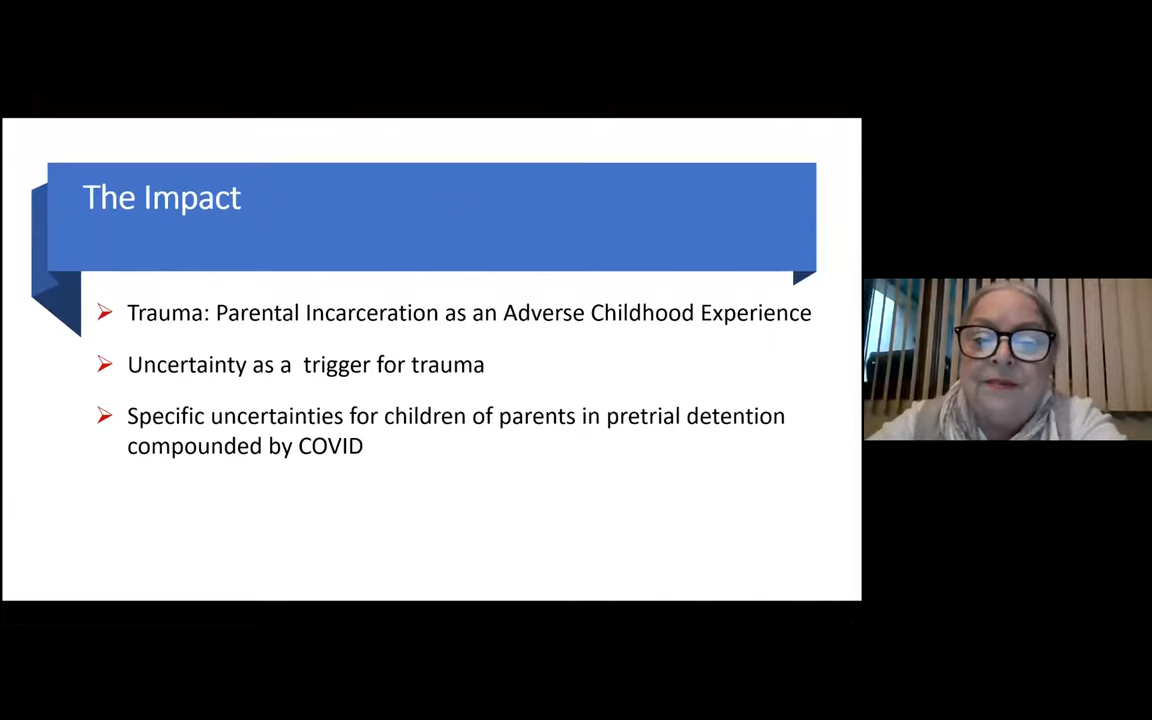 The Impact
Trauma: Parental Incarceration as an Adverse Childhood Experience
Uncertainty as a trigger for trauma
Specific uncertainties for children of parents in pretrial detention
compounded by COVID